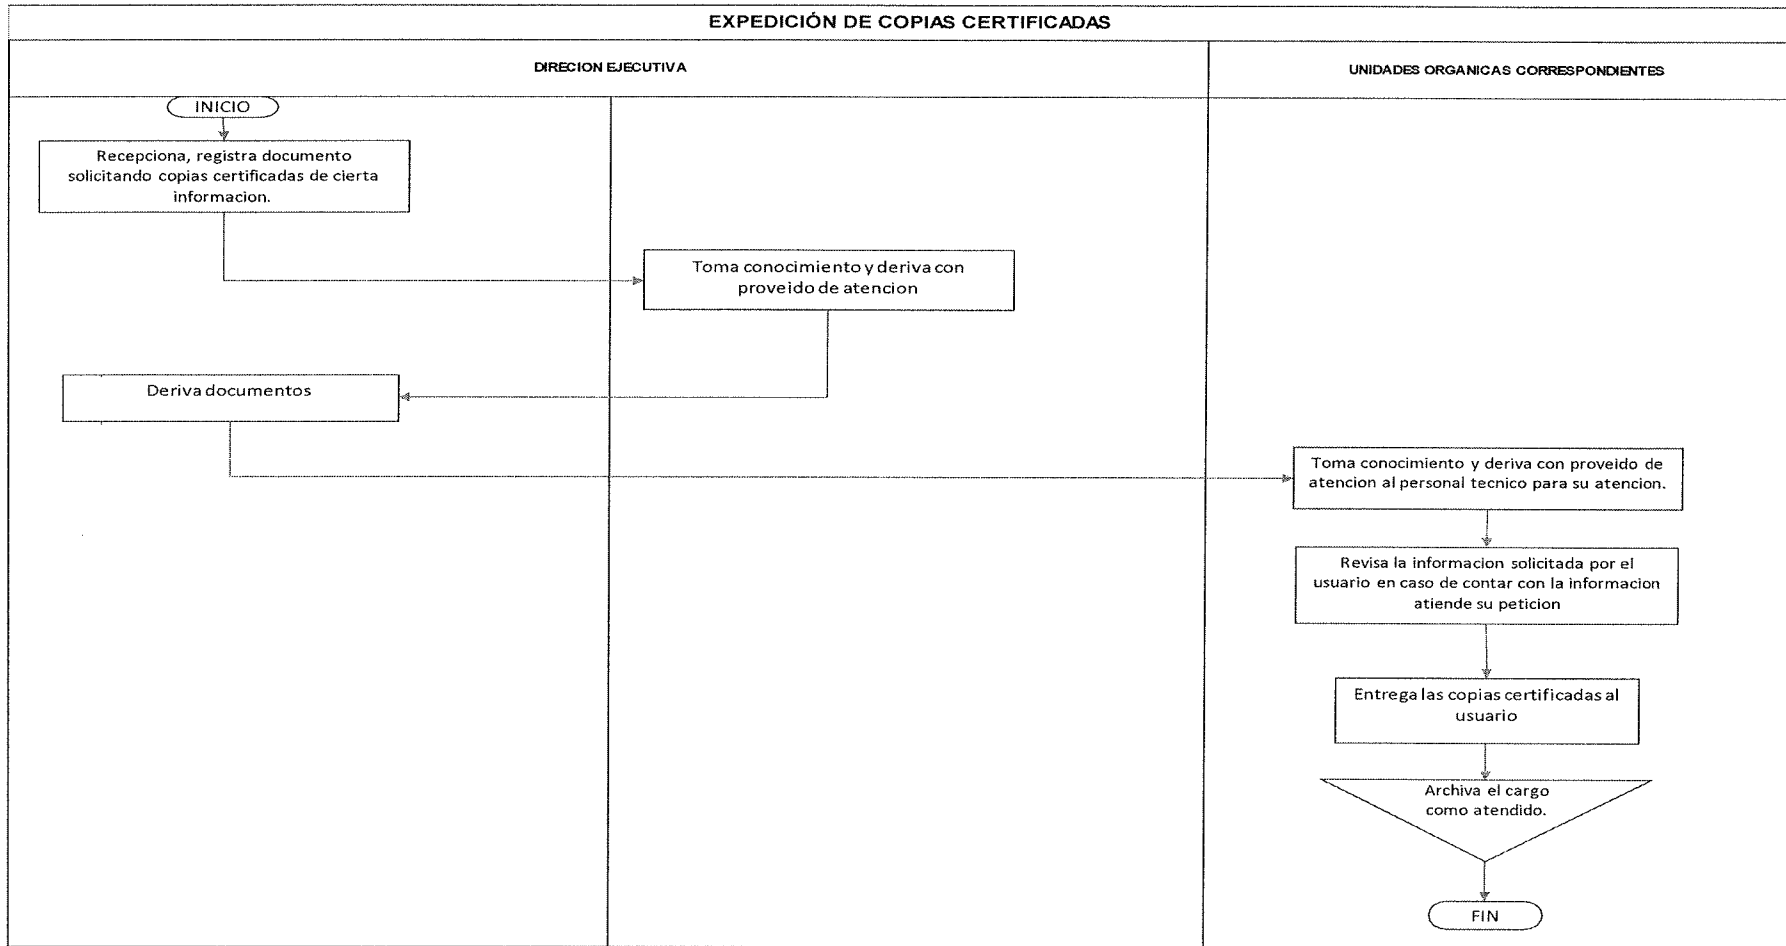 EXPEDICIÓN DE COPIAS CERTIFICADAS
DIRECION EJECUTIVA
UNIDADES ORGANICAS CORRESPONDIENTES
INICIO
Recepciona, registra documento
solicitando copias certificadas de cierta
informacion.
Toma conocimiento y deriva con
proveido de atencion
Deriva documentos
Toma conocimiento y deriva con proveido de
atencion al personal tecnico para su atencion.
Revisa la informacion solicitada por el
usuario en caso de contar con la informacion
atiende su peticion
Entrega las copias certificadas al
usuario
Archiva el cargo
como atendido.
FIN